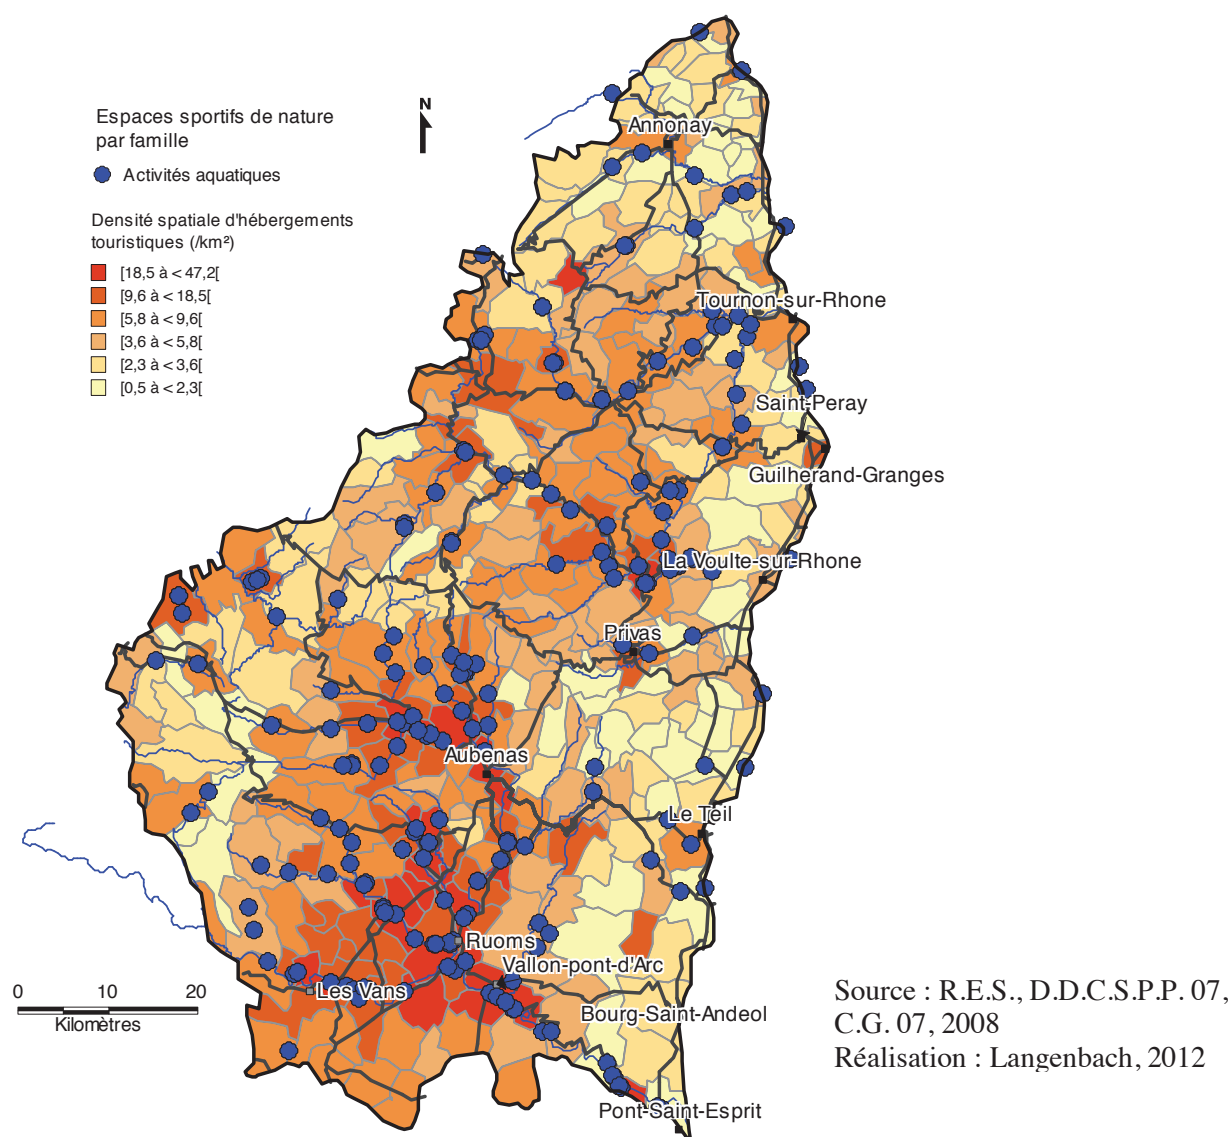 Espaces sportifs de nature
par famille
Activités aquatiques
Densité spatiale d'hébergements
touristiques (/km²)
[18,5 à < 47,2[
[9,6 à < 18,5[
[5,8 à < 9,6[
[3,6 à < 5,8[
[2,3 à < 3,6[
[0,5 à < 2,3[
N
Annonay
Tournon-sur-Rhone
Saint-Peray
Guilherand-Granges
La Voulte-sur-Rhone
Privas
Aubenas
Le Teil
Ruoms
Vallon-pont-d'Arc
Les Vans
Bourg-Saint-Andeol
Pont-Saint-Esprit
0 10 20
Kilomètres
Source : R.E.S., D.D.C.S.P.P. 07,
C.G. 07, 2008
Réalisation : Langenbach, 2012